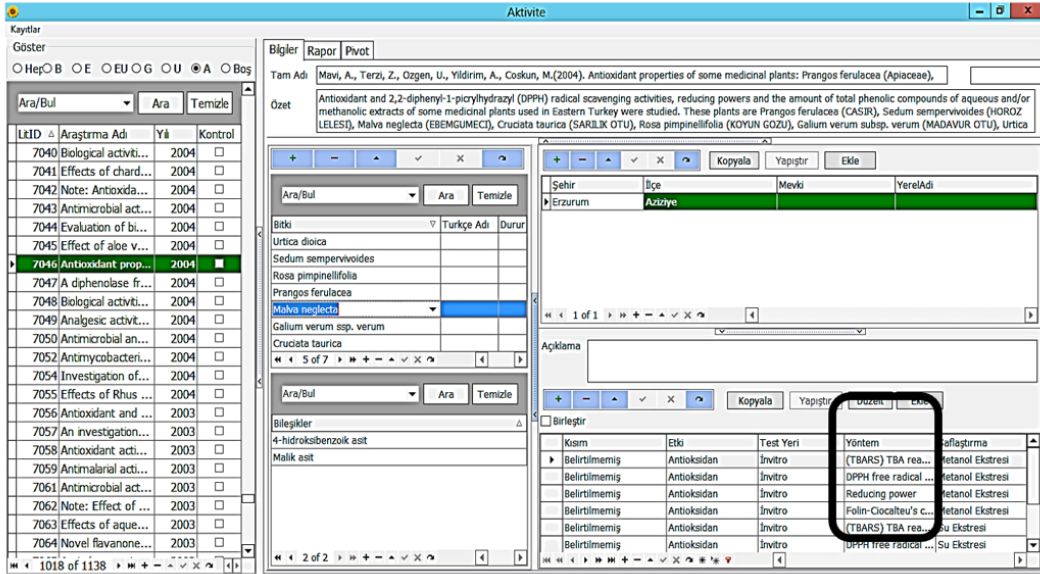 Aktivite
Kayıtlar
Göster
Hep B E EU G U A Boş
Ara/Bul Ara Temizle
LtID Araştırma Adı Yıl Kontrol
7040 Biological activiti... 2004
7041 Effects of chard... 2004
7042 Note: Antioxida... 2004
7043 Antimicrobial act... 2004
7044 Evaluation of bi... 2004
7045 Effect of aloe v... 2004
7046 Antioxidant prop... 2004
7047 A diphenolase fr... 2004
7048 Biological activiti... 2004
7049 Analgesic activit... 2004
7050 Antimicrobial an... 2004
7052 Antimycobacteri... 2004
7054 Investigation of... 2004
7055 Effects of Rhus ... 2004
7056 Antioxidant and ... 2003
7057 An investigation... 2003
7058 Antioxidant acti... 2003
7059 Antimalarial acti... 2003
7061 Antimicrobial act... 2003
7062 Note: Effect of ... 2003
7063 Effects of aque... 2003
7064 Novel flavanone... 2003
1018 of 1138
Bilgiler Rapor Pivot
Tam Adı Mavi, A., Terzi, Z., Ozgen, U., Yildirim, A., Coskun, M.(2004). Antioxidant properties of some medicinal plants: Prangos ferulacea (Apiaceae),
Özet Antioxidant and 2,2-diphenyl-1-picrylhydrazyl (DPPH) radical scavenging activities, reducing powers and the amount of total phenolic compounds of aqueous and/or
methanolic extracts of some medicinal plants used in Eastern Turkey were studied. These plants are Prangos ferulacea (CASIR), Sedum sempervivoides (HOROZ
LELESI), Malva neglecta (EBEMGUMECI), Cruciata taurica (SARILIK OTU), Rosa pimpinellifolia (KOYUN GOZU), Galium verum subsp. verum (MADAVUR OTU), Urtica
Ara/Bul Ara Temizle
Bitki Turkçe Adı Durur
Urtica dioica
Sedum sempervivoides
Rosa pimpinellifolia
Prangos ferulacea
Malva neglecta
Galium verum ssp. verum
Cruciata taurica
5 of 7
Ara/Bul Ara Temizle
Bileşikler
4-hidroksibenzoik asit
Malik asit
2 of 2
Kopyala Yapıştır Ekle
Şehir İlçe Mevki YerelAdi
Erzurum Aziziye
1 of 1
Açıklama
Kopyala Yapıştır Düzelt Ekle
Birleştir
Kısım Etki Test Yeri Yöntem Saflaştırma
Belirtilmemiş Antioksidan İnvitro (TBARS) TBA rea... Metanol Ekstresi
Belirtilmemiş Antioksidan İnvitro DPPH free radical ... Metanol Ekstresi
Belirtilmemiş Antioksidan İnvitro Reducing power Metanol Ekstresi
Belirtilmemiş Antioksidan İnvitro Folin-Ciocalteu's c... Metanol Ekstresi
Belirtilmemiş Antioksidan İnvitro (TBARS) TBA rea... Su Ekstresi
Belirtilmemiş Antioksidan İnvitro DPPH free radical ... Su Ekstresi